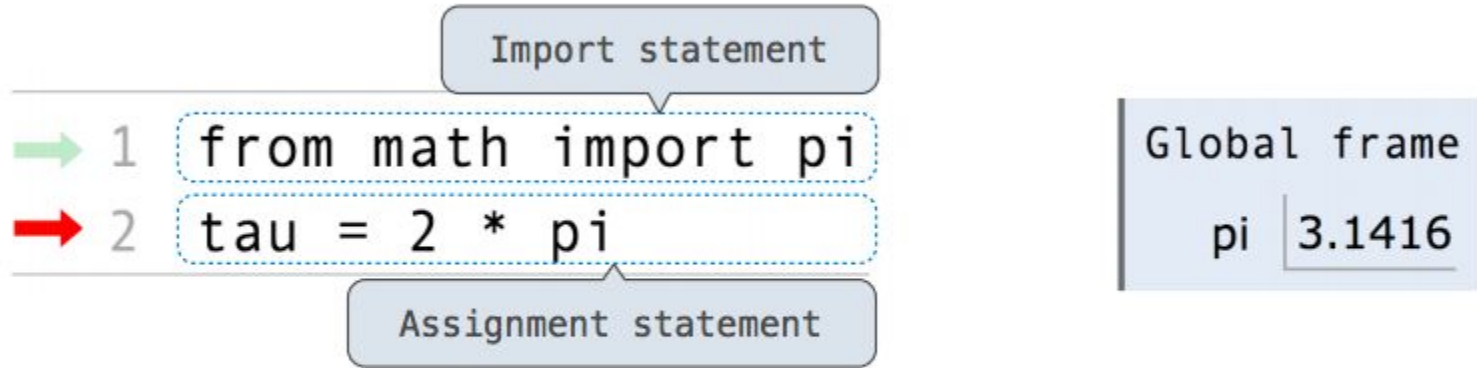 Import statement
1 from math import pi
2 tau = 2 * pi
Assignment statement
Global frame
pi 3.1416